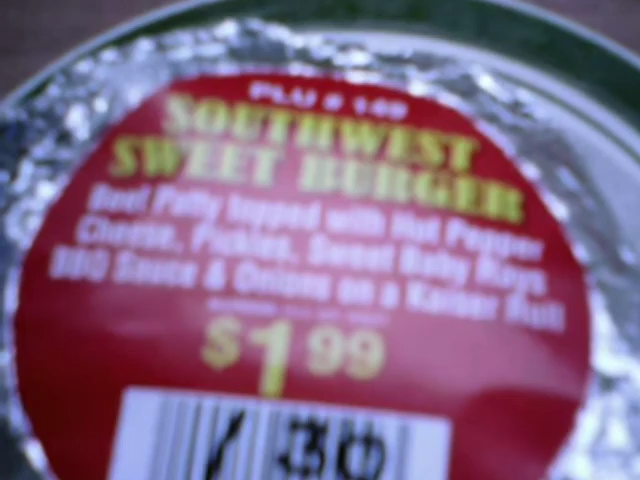 PLU # 149
SOUTHWEST
SWEET BURGER
Beef Patty topped with Hot Pepper
Cheese, Pickles, Sweet Baby Rays
BBQ Sauce & Onions on a Kaiser Roll
$1.99